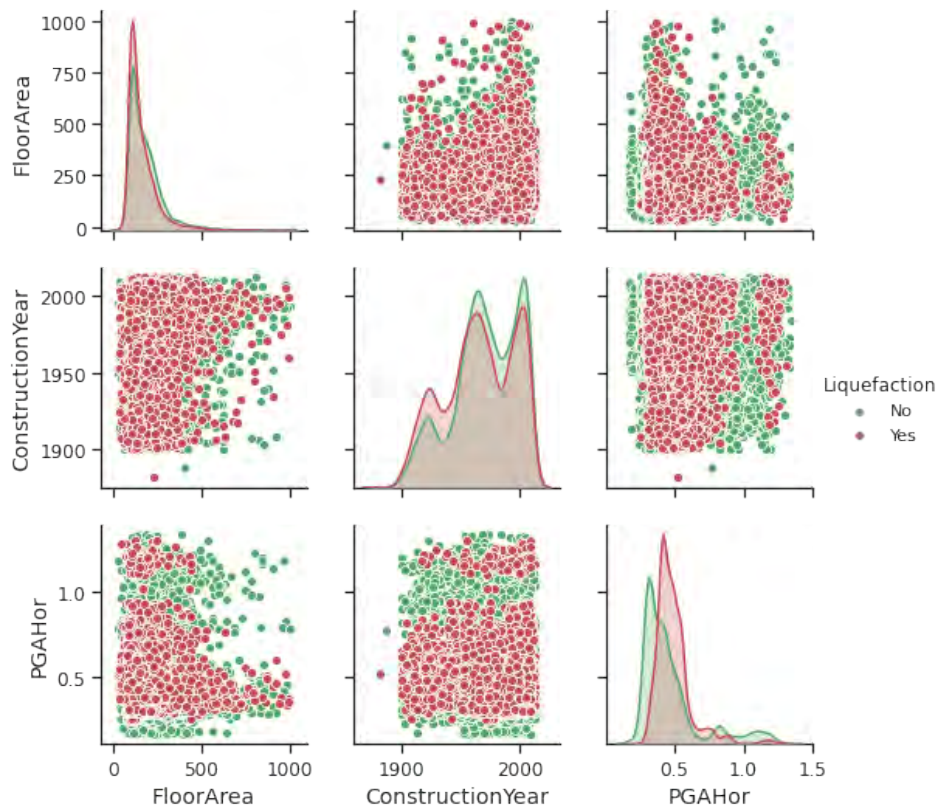 1000
750
500
250
0
FloorArea
2000
1950
1900
ConstructionYear
Liquefaction
No
Yes
1.0
0.5
PGAHor
0 500 1000
1900 2000
0.5 1.0 1.5
FloorArea ConstructionYear PGAHor